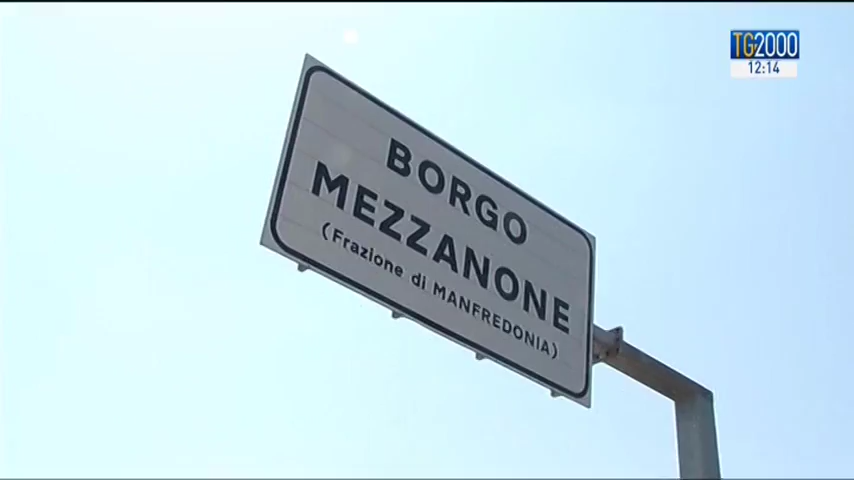 TG2000
12:14
BORGO
MEZZANONE
(Frazione di MANFREDONIA)